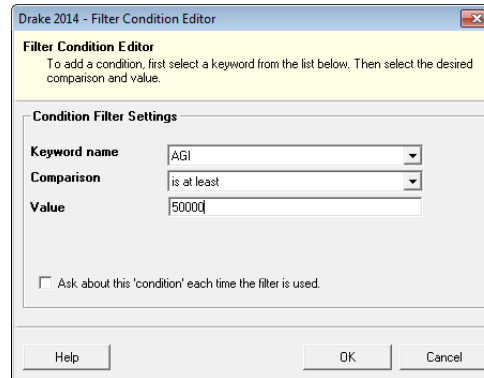 Drake 2014 - Filter Condition Editor
Filter Condition Editor
To add a condition, first select a keyword from the list below. Then select the desired
comparison and value.
Condition Filter Settings
Keyword name AGI
Comparison is at least
Value 50000
Ask about this 'condition' each time the filter is used.
Help OK Cancel